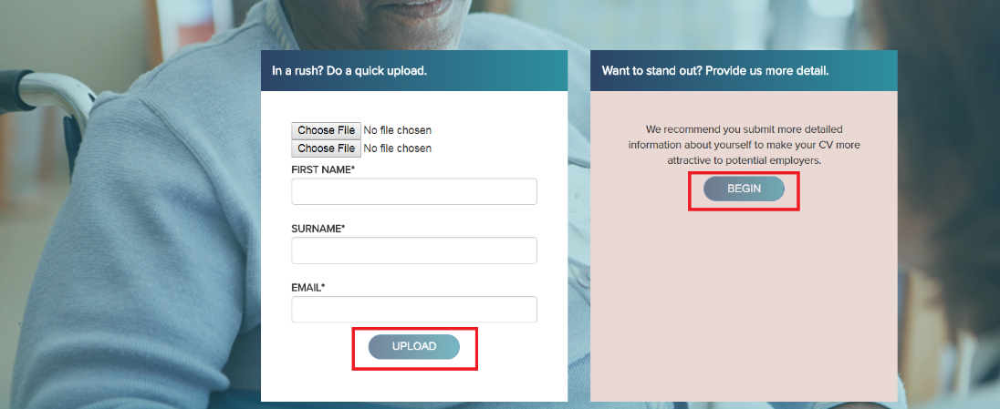 In a rush? Do a quick upload.
Choose File No file chosen
Choose File No file chosen
FIRST NAME*
SURNAME*
EMAIL*
UPLOAD
Want to stand out? Provide us more detail.
We recommend you submit more detailed
information about yourself to make your CV more
attractive to potential employers.
BEGIN